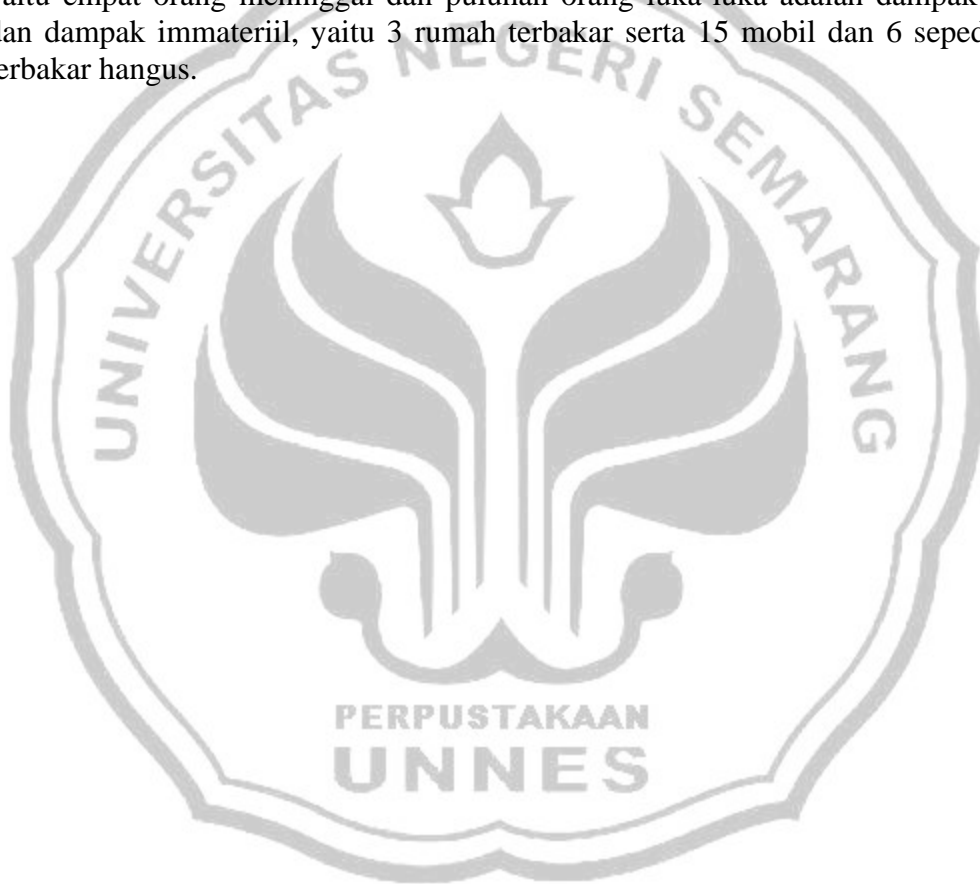 yaitu empat orang meninggal dan puluhan orang luka-luka adalah dampak
dan dampak immateriil, yaitu 3 rumah terbakar serta 15 mobil dan 6
terbakar hangus.
UNIVERSITAS NEGERI SEMARANG
PERPUSTAKAAN
UNNES